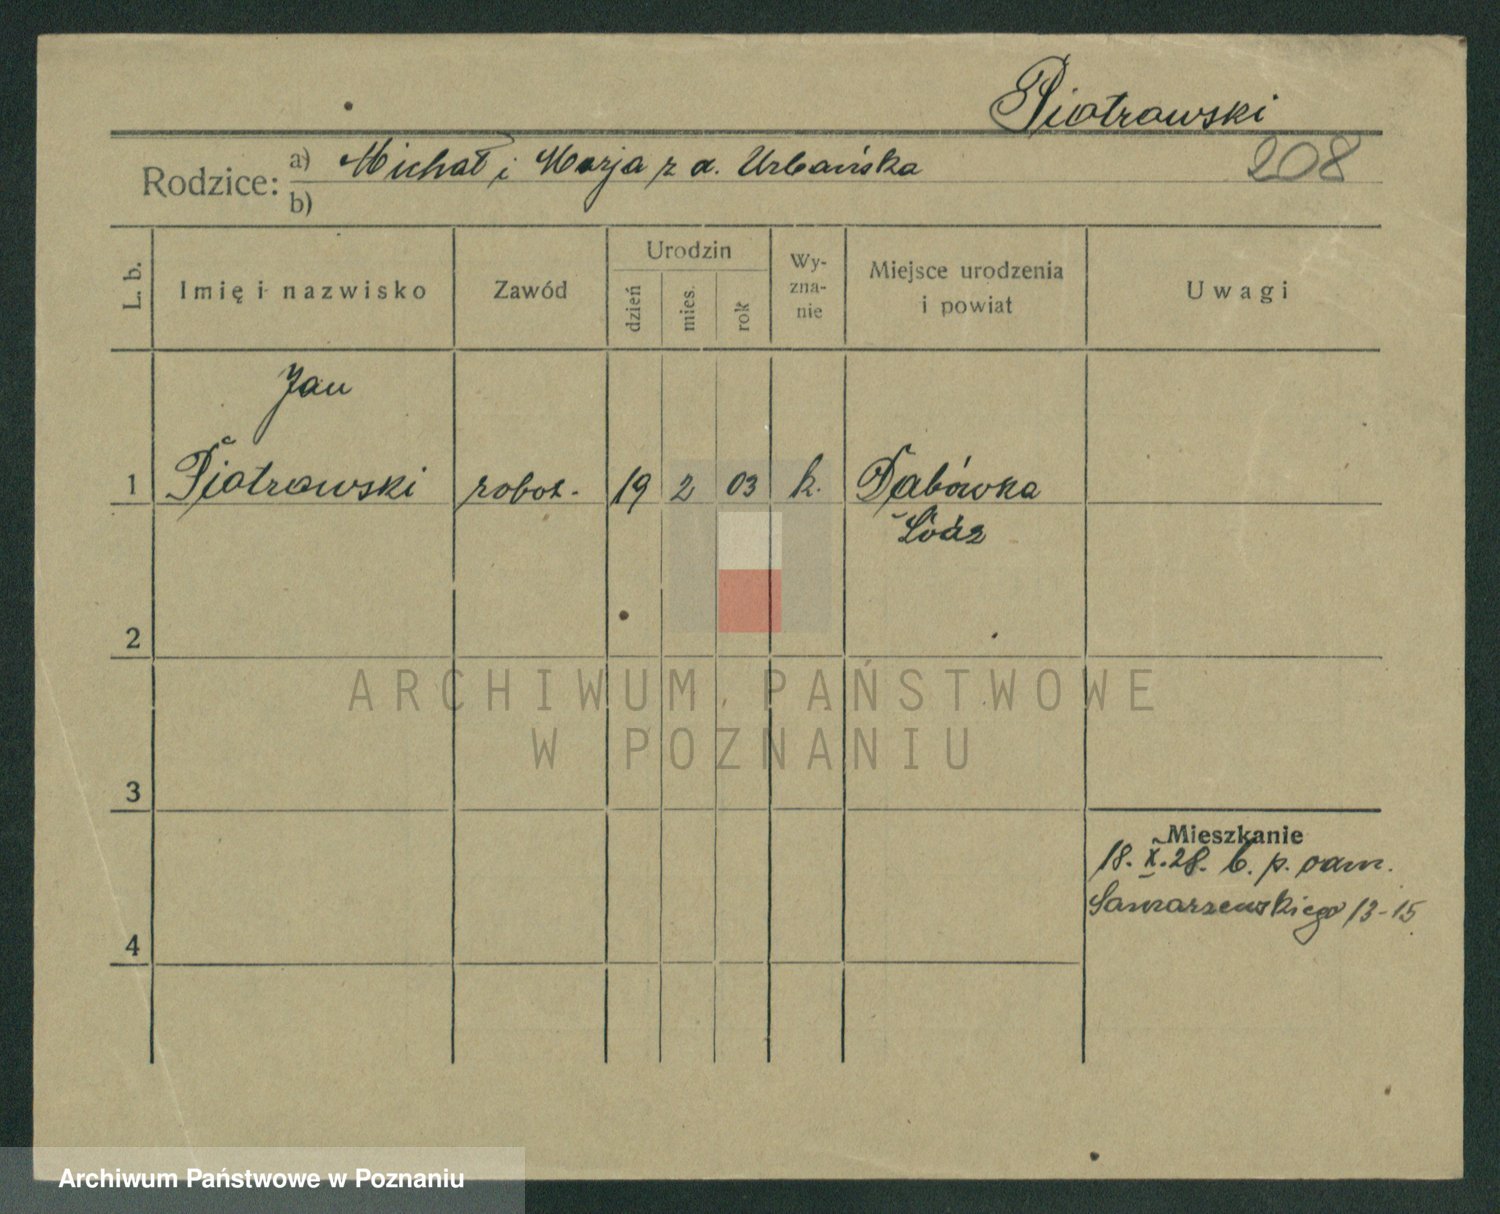 Piotrowski
Rodzice: a) Michał i Marja z d. Urbańska
208
b)
L. b.
Imię i nazwisko
Zawód
Urodzin
dzień
mies.
rok
Wy-
zna-
nie
Miejsce urodzenia
i powiat
Uwagi
Jan
1 Piotrowski robot. 19 2 03 k. Dąbówka
Łódz
2
ARCHIWUM PAŃSTWOWE
W POZNANIU
3
Mieszkanie
18. X. 28. b. p. oam.
Samarzewskiego 13-15
4
Archiwum Państwowe w Poznaniu